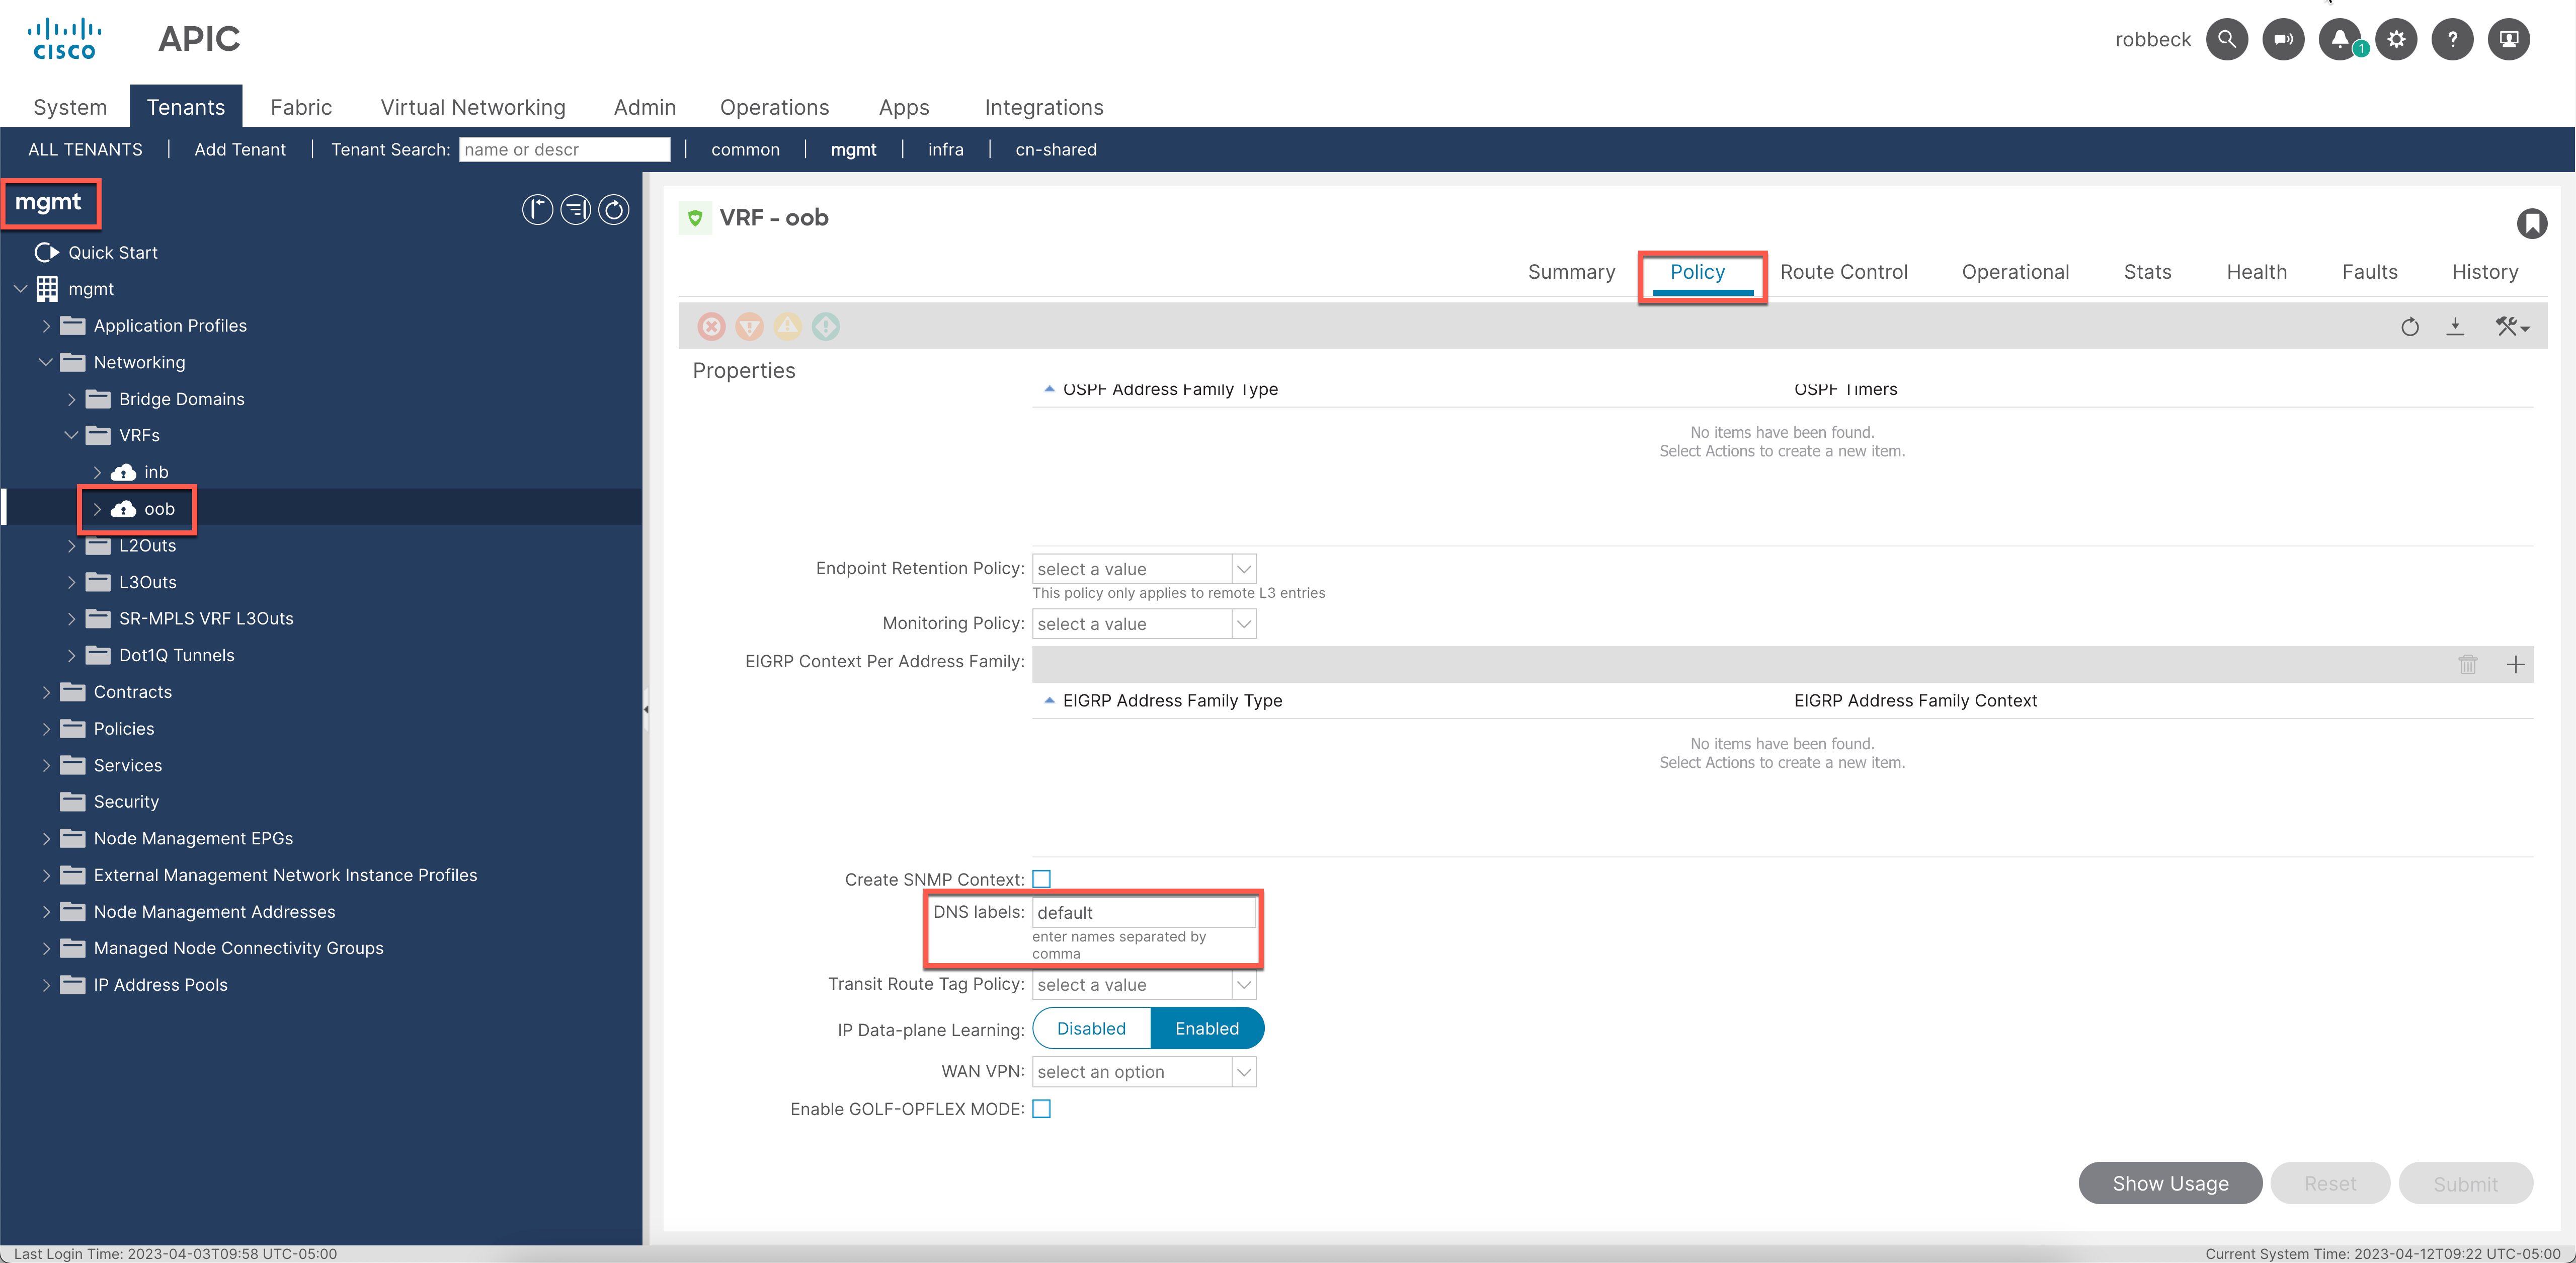 CISCO
APIC
robbeck
1
System Tenants Fabric Virtual Networking Admin Operations Apps Integrations
ALL TENANTS | Add Tenant | Tenant Search: name or descr | common | mgmt | infra | cn-shared
mgmt
Quick Start
mgmt
Application Profiles
Networking
Bridge Domains
VRFs
inb
oob
L2Outs
L3Outs
SR-MPLS VRF L3Outs
Dot1Q Tunnels
Contracts
Policies
Services
Security
Node Management EPGs
External Management Network Instance Profiles
Node Management Addresses
Managed Node Connectivity Groups
IP Address Pools
VRF - oob
Summary Policy Route Control Operational Stats Health Faults History
Properties
OSPF Address Family Type OSPF Timers
No items have been found.
Select Actions to create a new item.
Endpoint Retention Policy: select a value
This policy only applies to remote L3 entries
Monitoring Policy: select a value
EIGRP Context Per Address Family:
EIGRP Address Family Type EIGRP Address Family Context
No items have been found.
Select Actions to create a new item.
Create SNMP Context:
DNS labels: default
enter names separated by
comma
Transit Route Tag Policy: select a value
IP Data-plane Learning: Disabled Enabled
WAN VPN: select an option
Enable GOLF-OPFLEX MODE:
Show Usage Reset Submit
Last Login Time: 2023-04-03T09:58 UTC-05:00 Current System Time: 2023-04-12T09:22 UTC-05:00